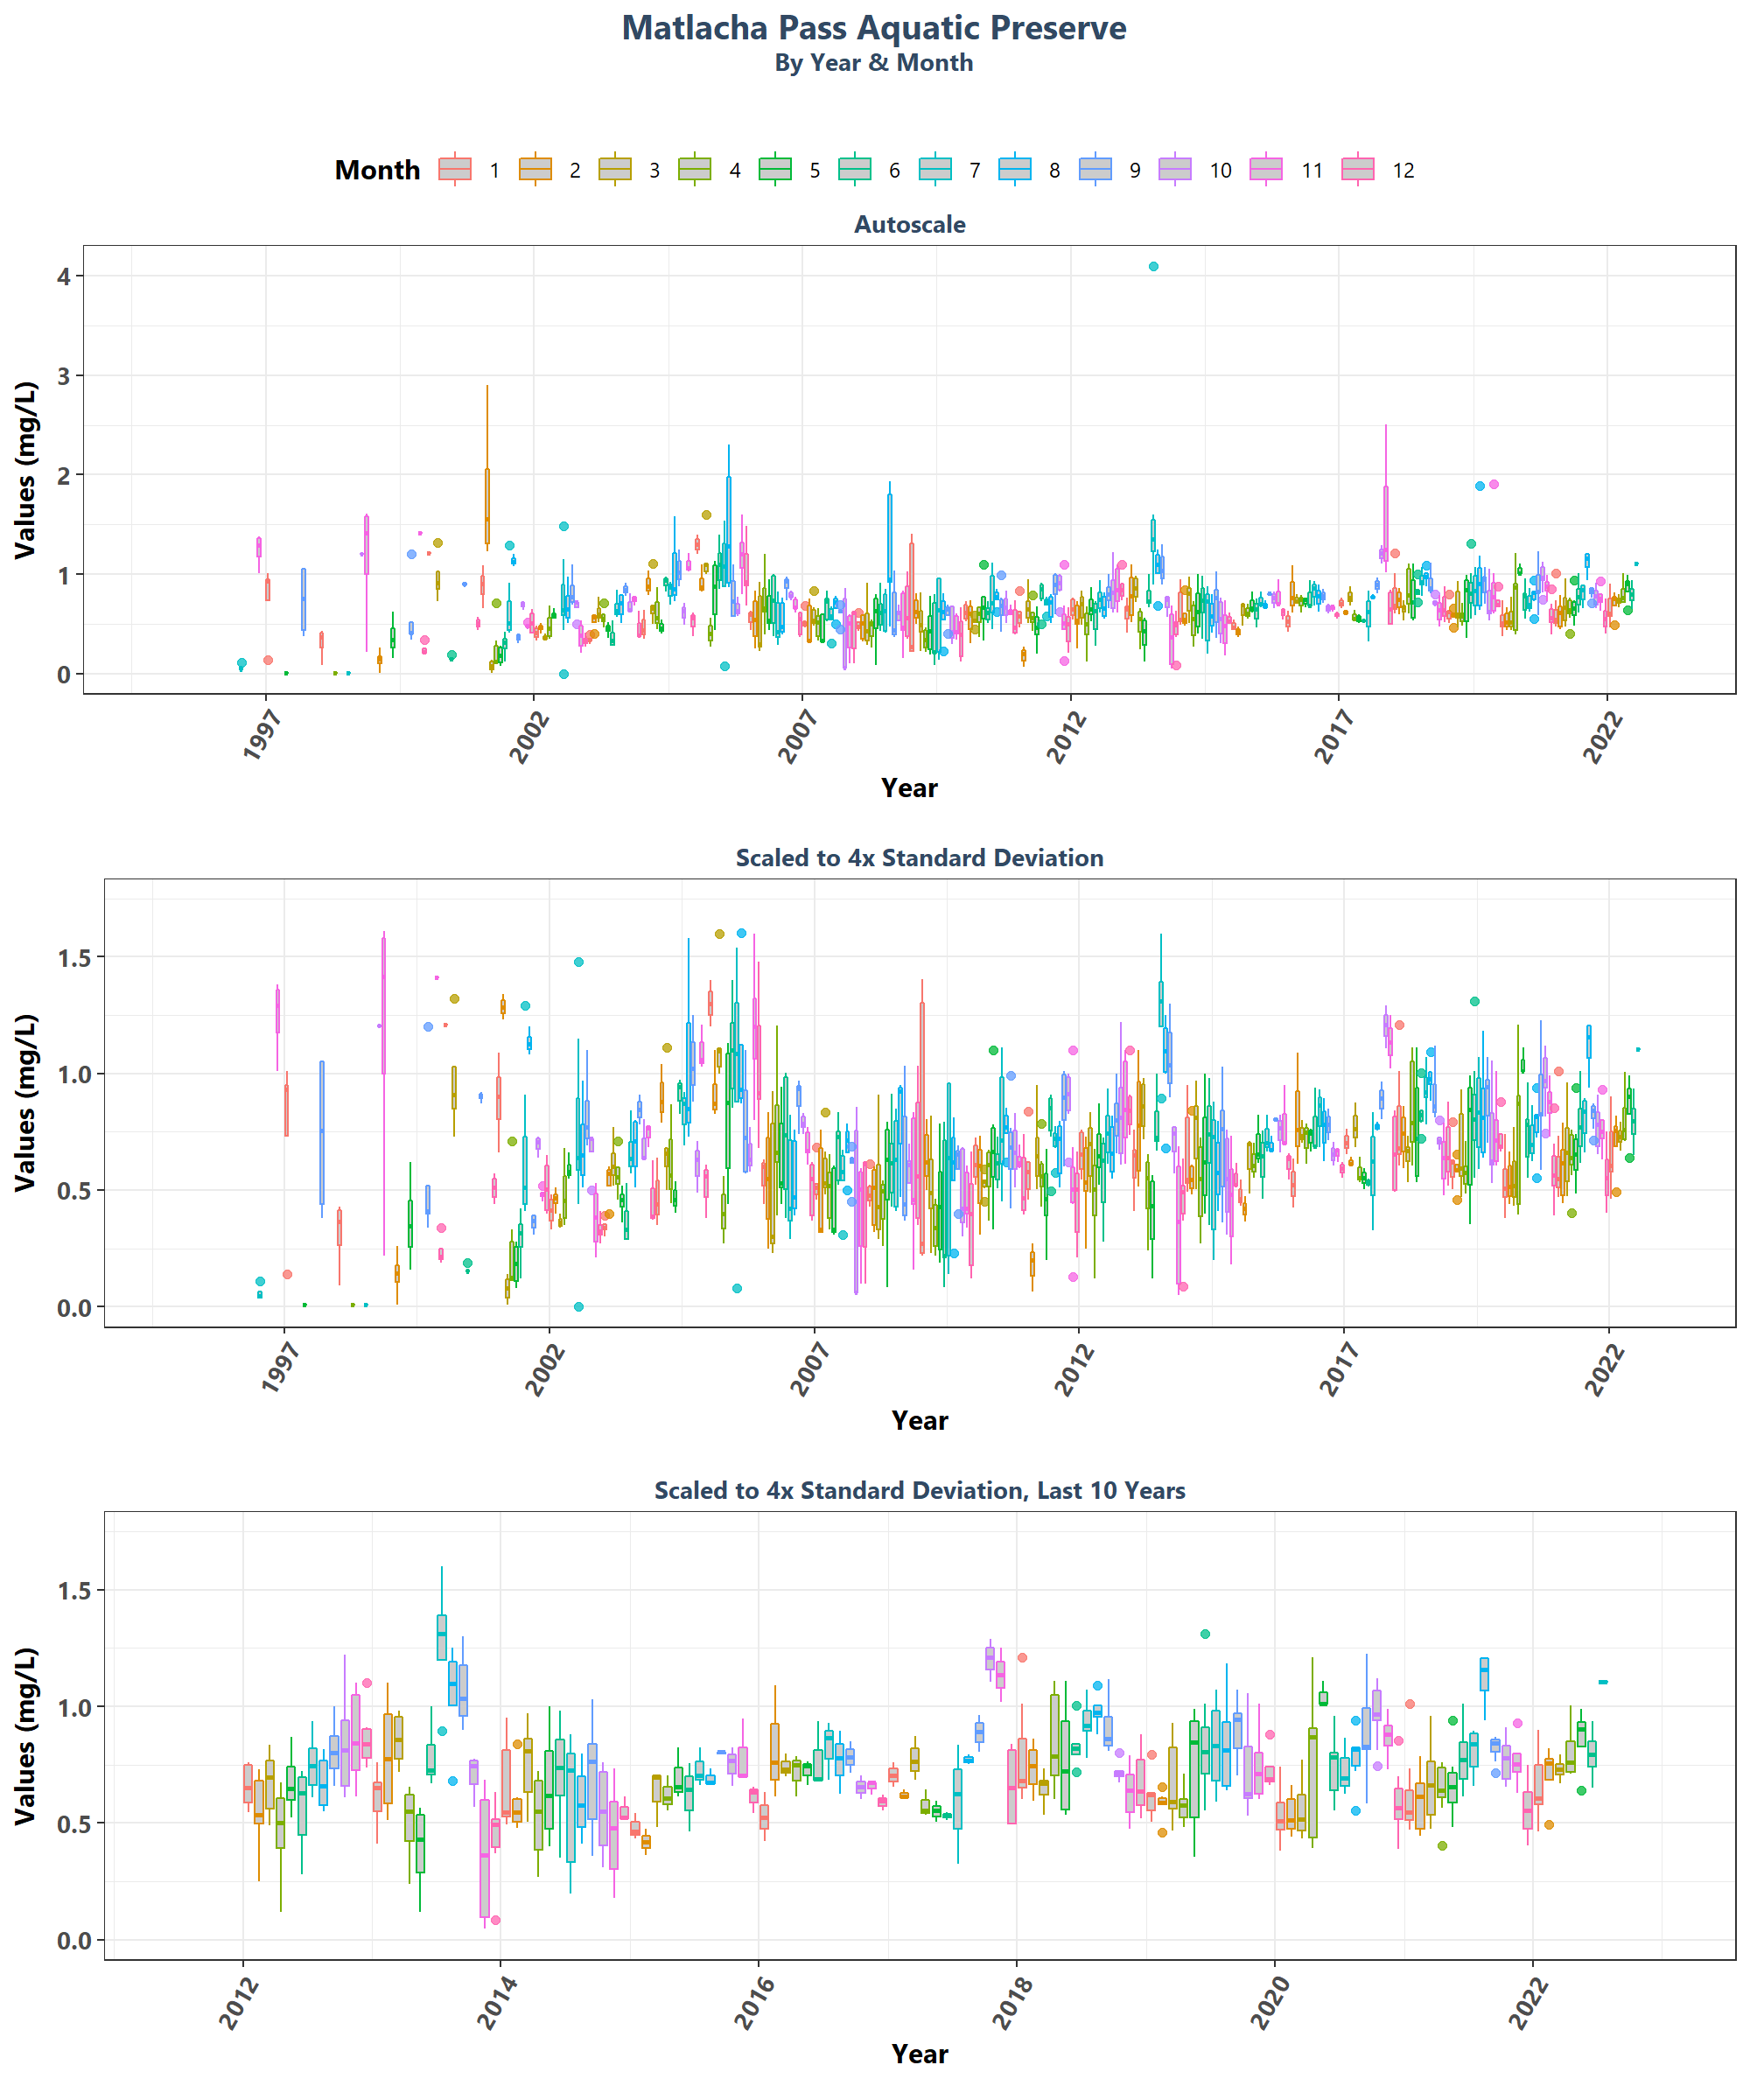 Matlacha Pass Aquatic Preserve
By Year & Month
Month 1 2 3 4 5 6 7 8 9 10 11 12
Autoscale
Values (mg/L)
4
3
2
1
0
1997 2002 2007 2012 2017 2022
Year
Scaled to 4x Standard Deviation
Values (mg/L)
1.5
1.0
0.5
0.0
1997 2002 2007 2012 2017 2022
Year
Scaled to 4x Standard Deviation, Last 10 Years
Values (mg/L)
1.5
1.0
0.5
0.0
2012 2014 2016 2018 2020 2022
Year